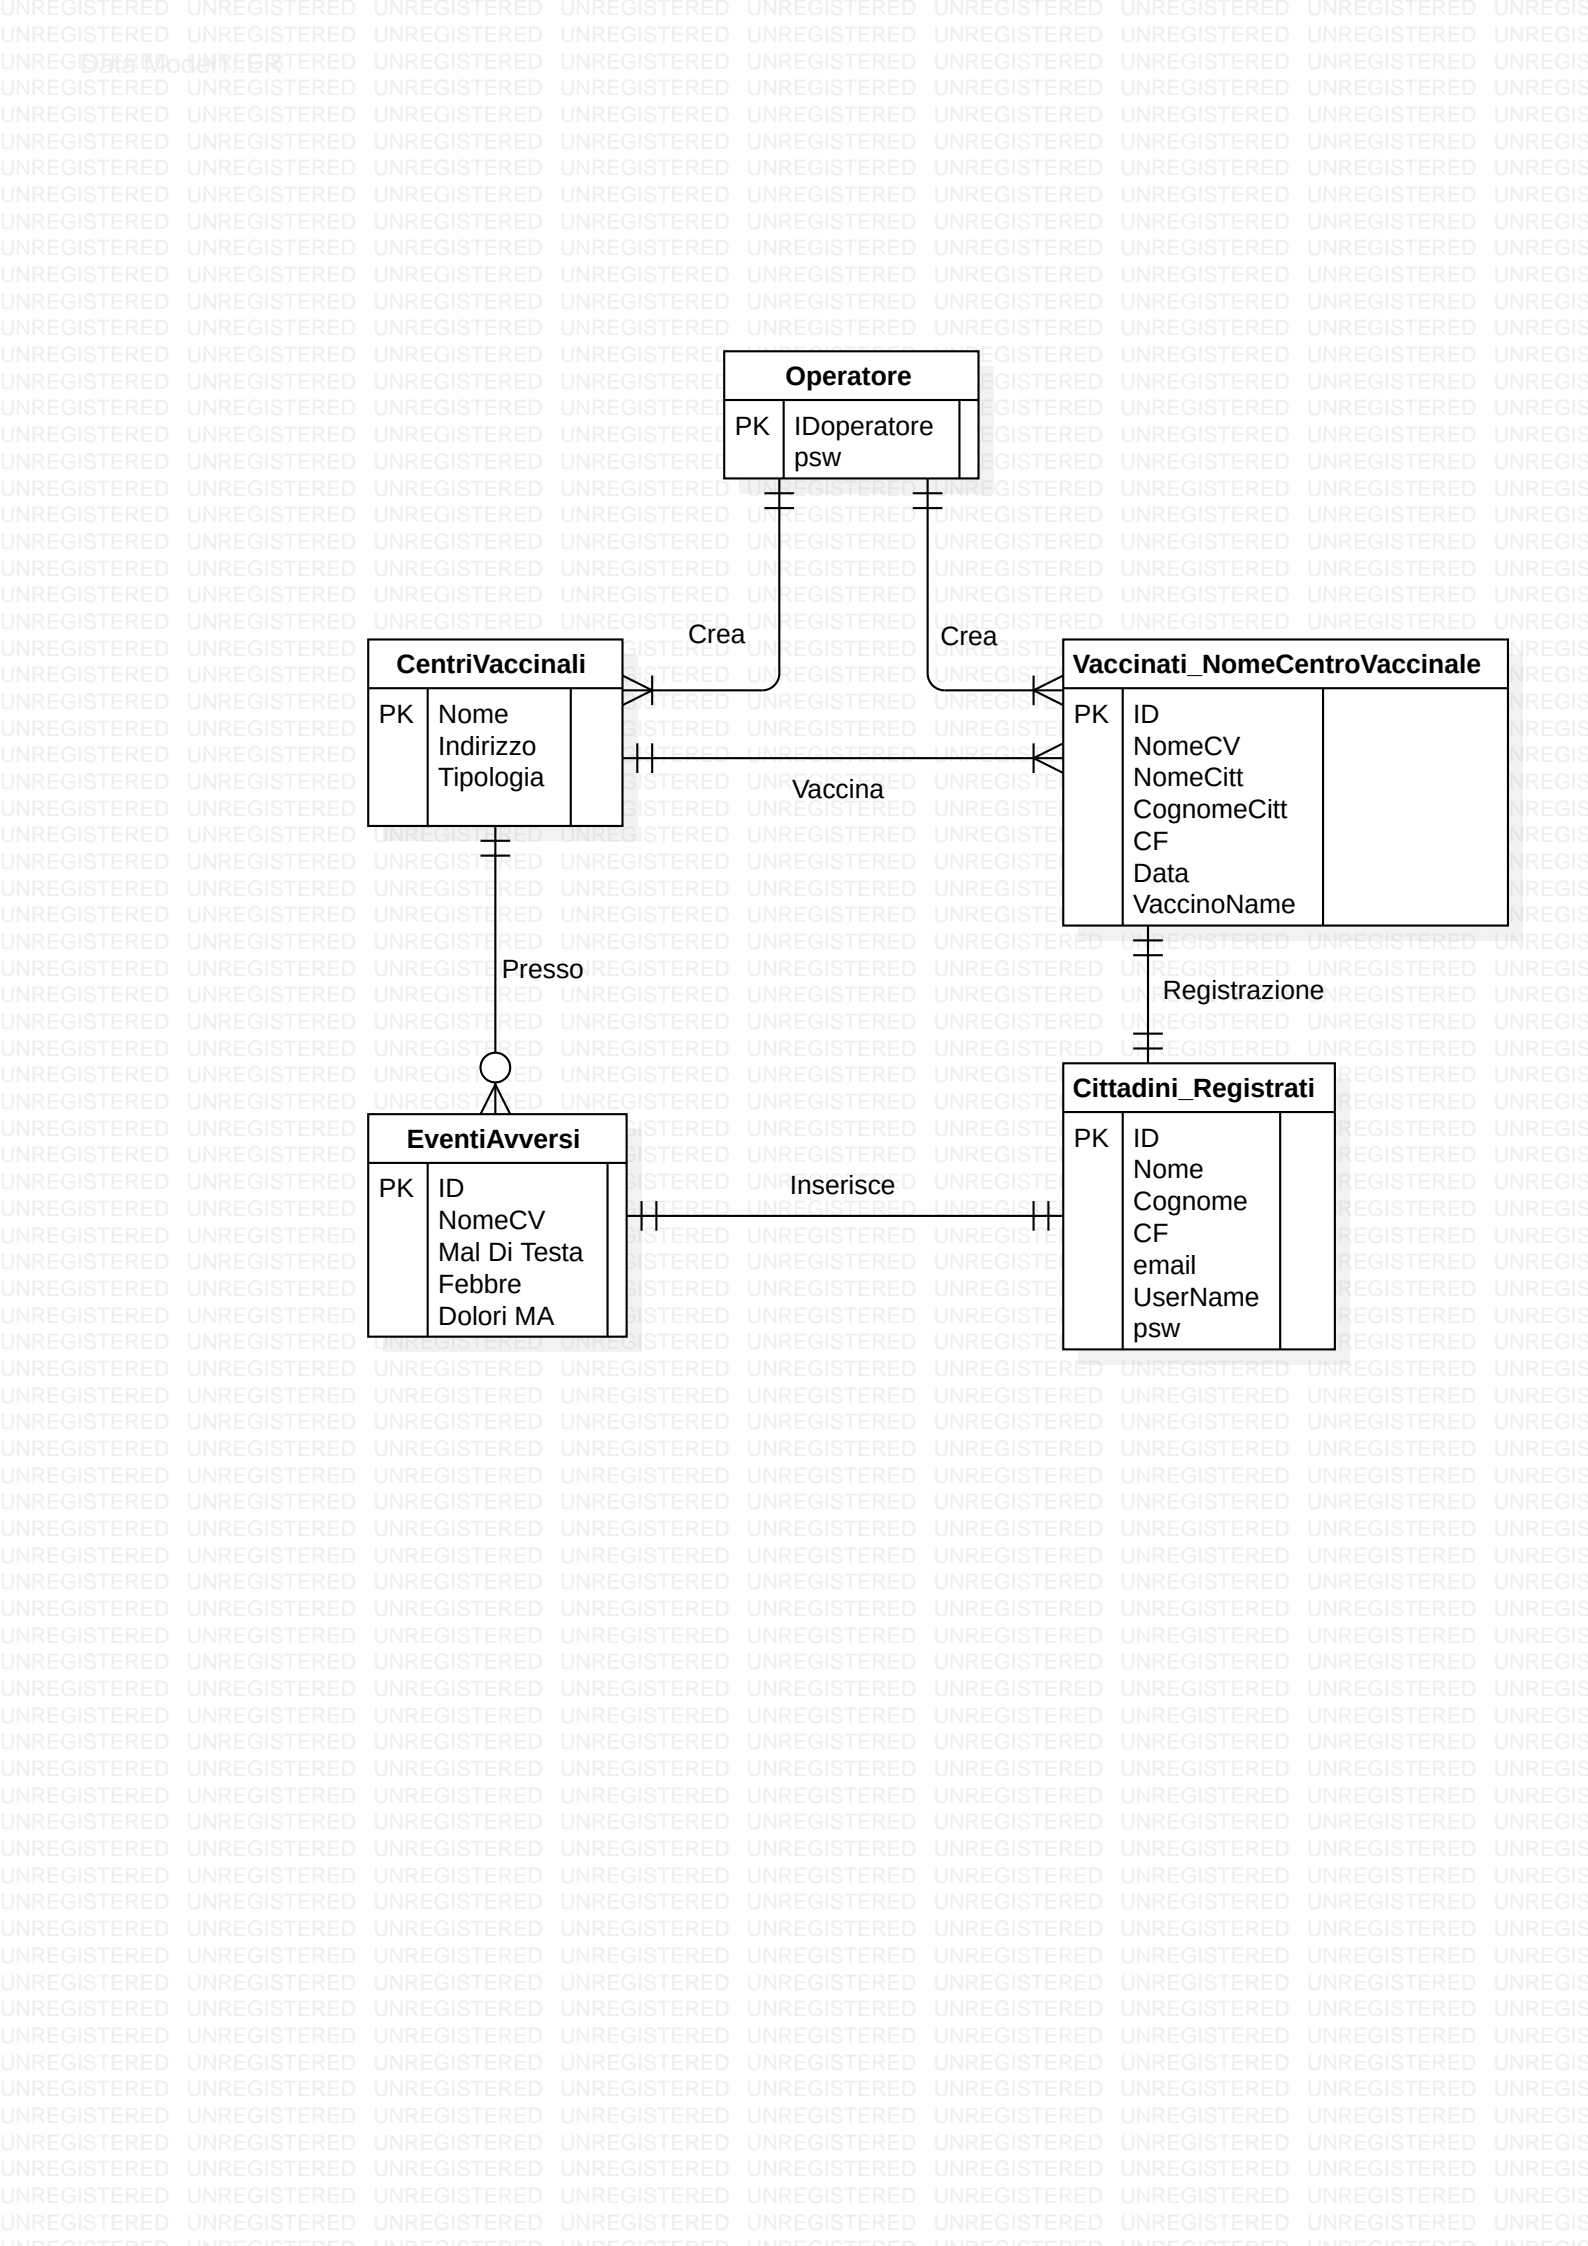 Data Model1::ER
Operatore
PK IDoperatore
psw
Crea
Crea
CentriVaccinali
PK Nome
Indirizzo
Tipologia
Vaccinati_NomeCentroVaccinale
PK ID
NomeCV
NomeCitt
CognomeCitt
CF
Data
VaccinoName
Vaccina
Presso
Registrazione
EventiAvversi
PK ID
NomeCV
Mal Di Testa
Febbre
Dolori MA
Inserisce
Cittadini_Registrati
PK ID
Nome
Cognome
CF
email
UserName
psw
UNREGISTERED